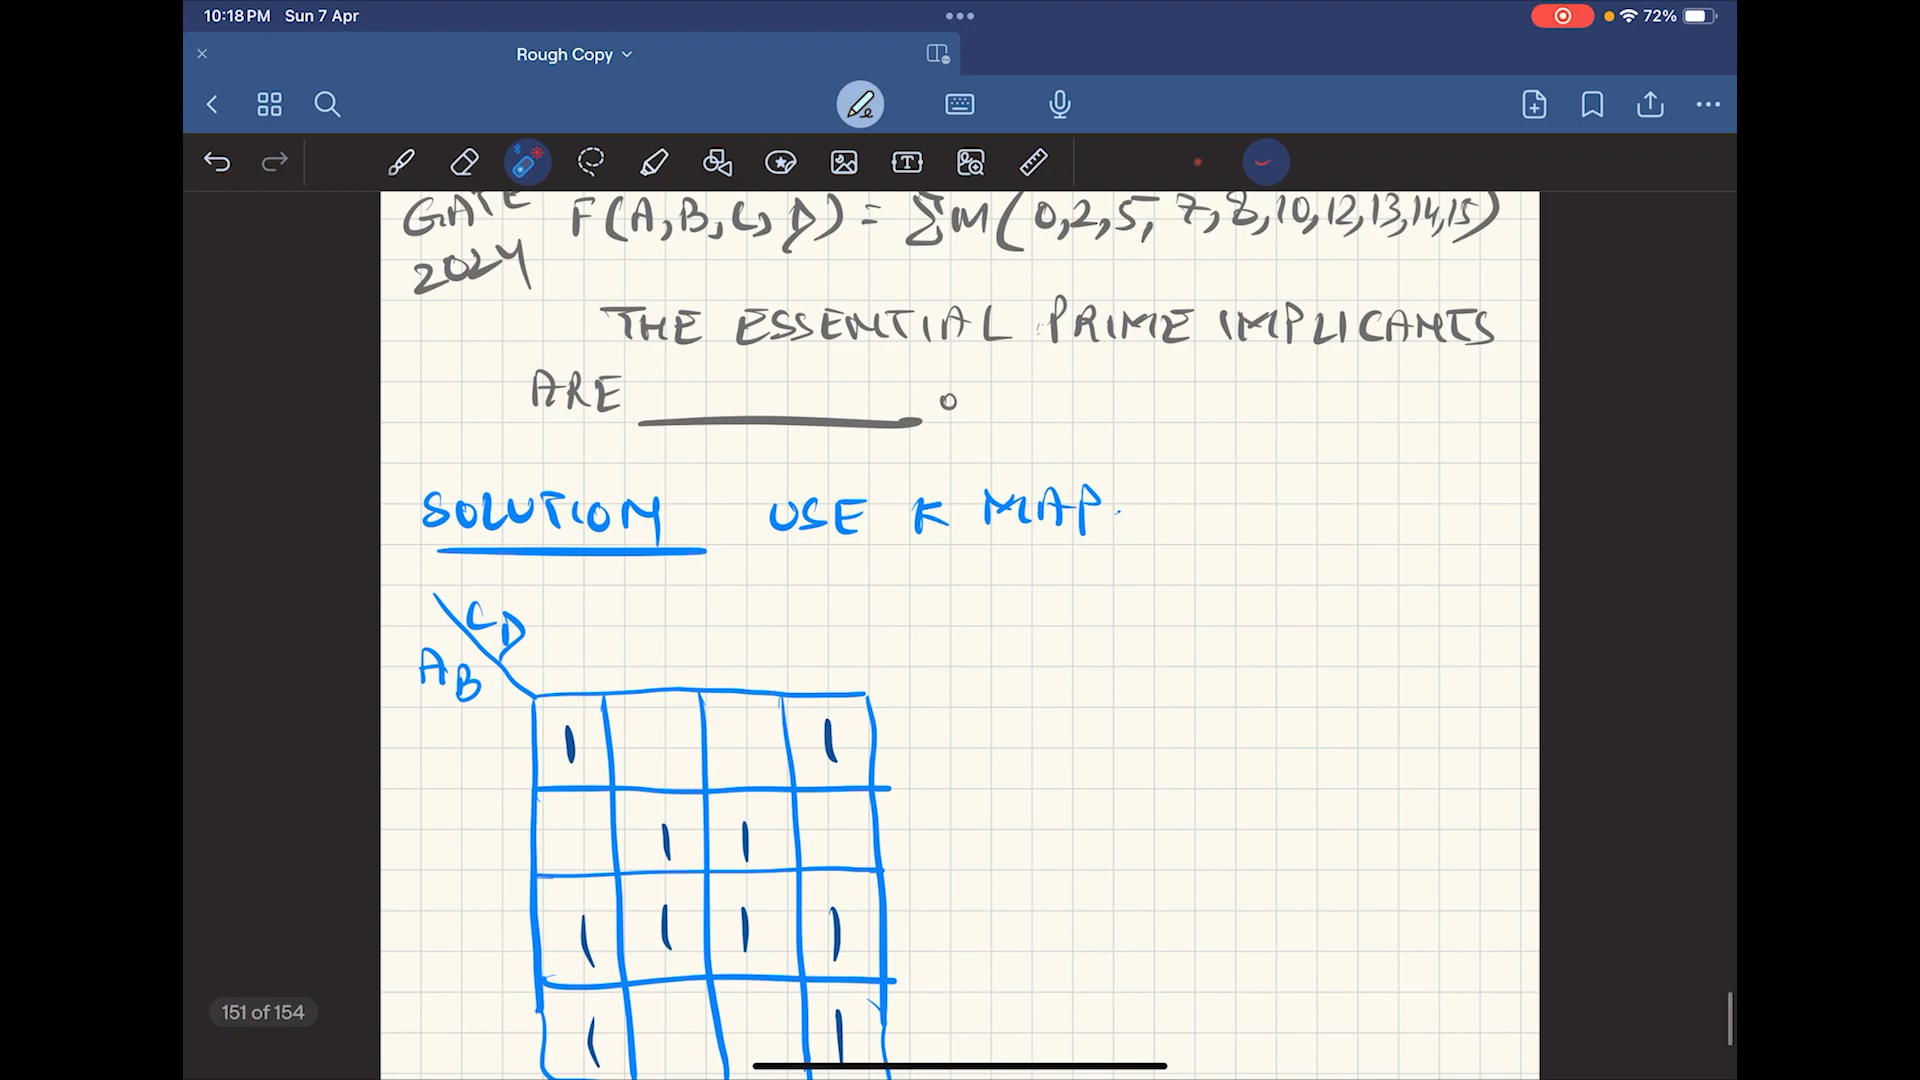 10:18 PM Sun 7 Apr
72%
Rough Copy
GATE F(A,B,C,D) = ΣM(0,2,5,7,8,10,12,13,14,15)
2024
THE ESSENTIAL PRIME IMPLICANTS
ARE ________.
SOLUTION USE K MAP.
CD
AB
1 1
1 1
1 1 1 1
1 1
151 of 154